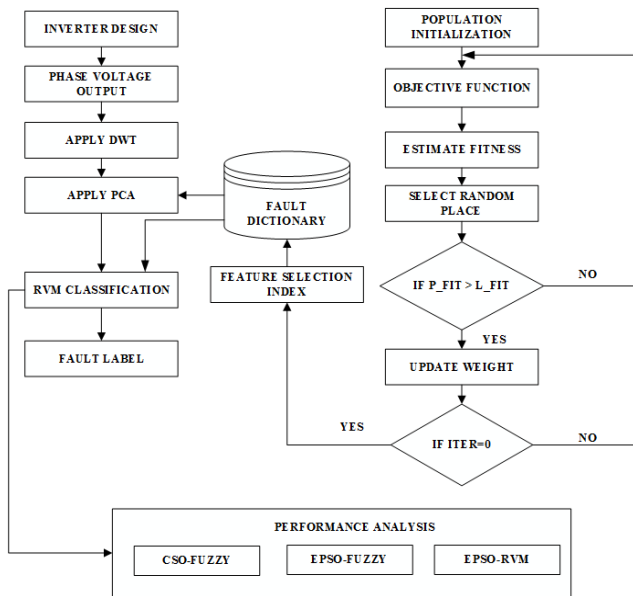 INVERTER DESIGN
PHASE VOLTAGE
OUTPUT
APPLY DWT
APPLY PCA
RVM CLASSIFICATION
FAULT LABEL
FAULT
DICTIONARY
FEATURE SELECTION
INDEX
POPULATION
INITIALIZATION
OBJECTIVE FUNCTION
ESTIMATE FITNESS
SELECT RANDOM
PLACE
IF P_FIT > L_FIT
NO
YES
UPDATE WEIGHT
IF ITER=0
YES
NO
PERFORMANCE ANALYSIS
CSO-FUZZY
EPSO-FUZZY
EPSO-RVM